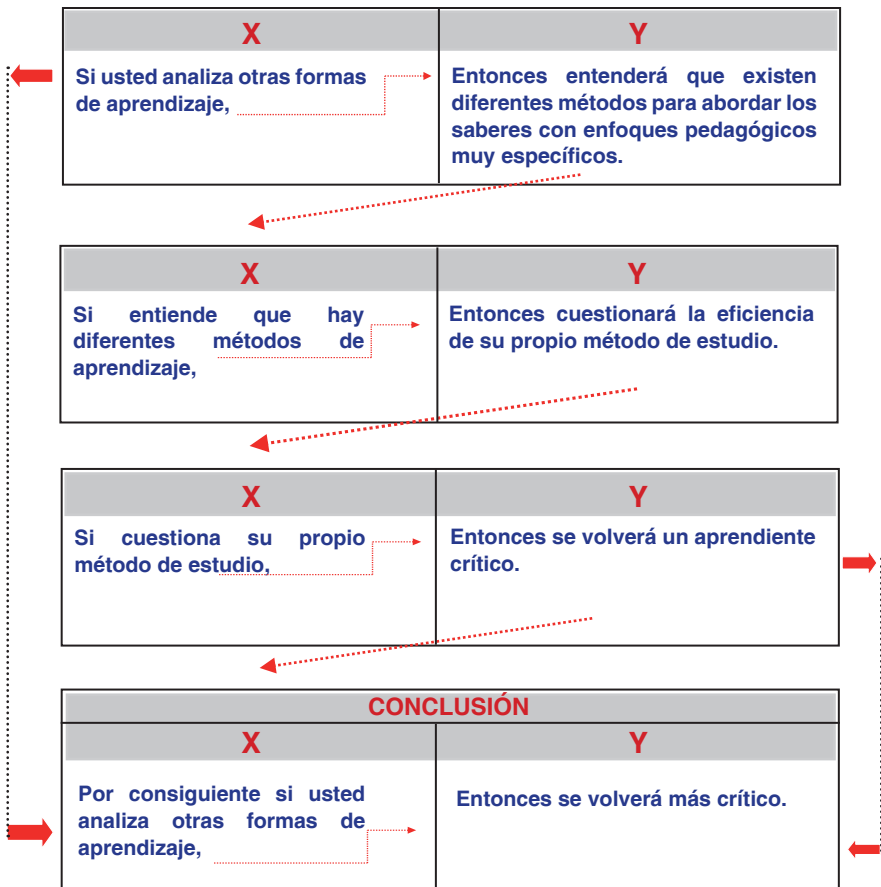 X
Y
Si usted analiza otras formas
de aprendizaje,
Entonces entenderá que existen
diferentes métodos para abordar los
saberes con enfoques pedagógicos
muy específicos.
X
Y
Si entiende que hay
diferentes métodos de
aprendizaje,
Entonces cuestionará la eficiencia
de su propio método de estudio.
X
Y
Si cuestiona su propio
método de estudio,
Entonces se volverá un aprendiente
crítico.
CONCLUSIÓN
X
Y
Por consiguiente si usted
analiza otras formas de
aprendizaje,
Entonces se volverá más crítico.